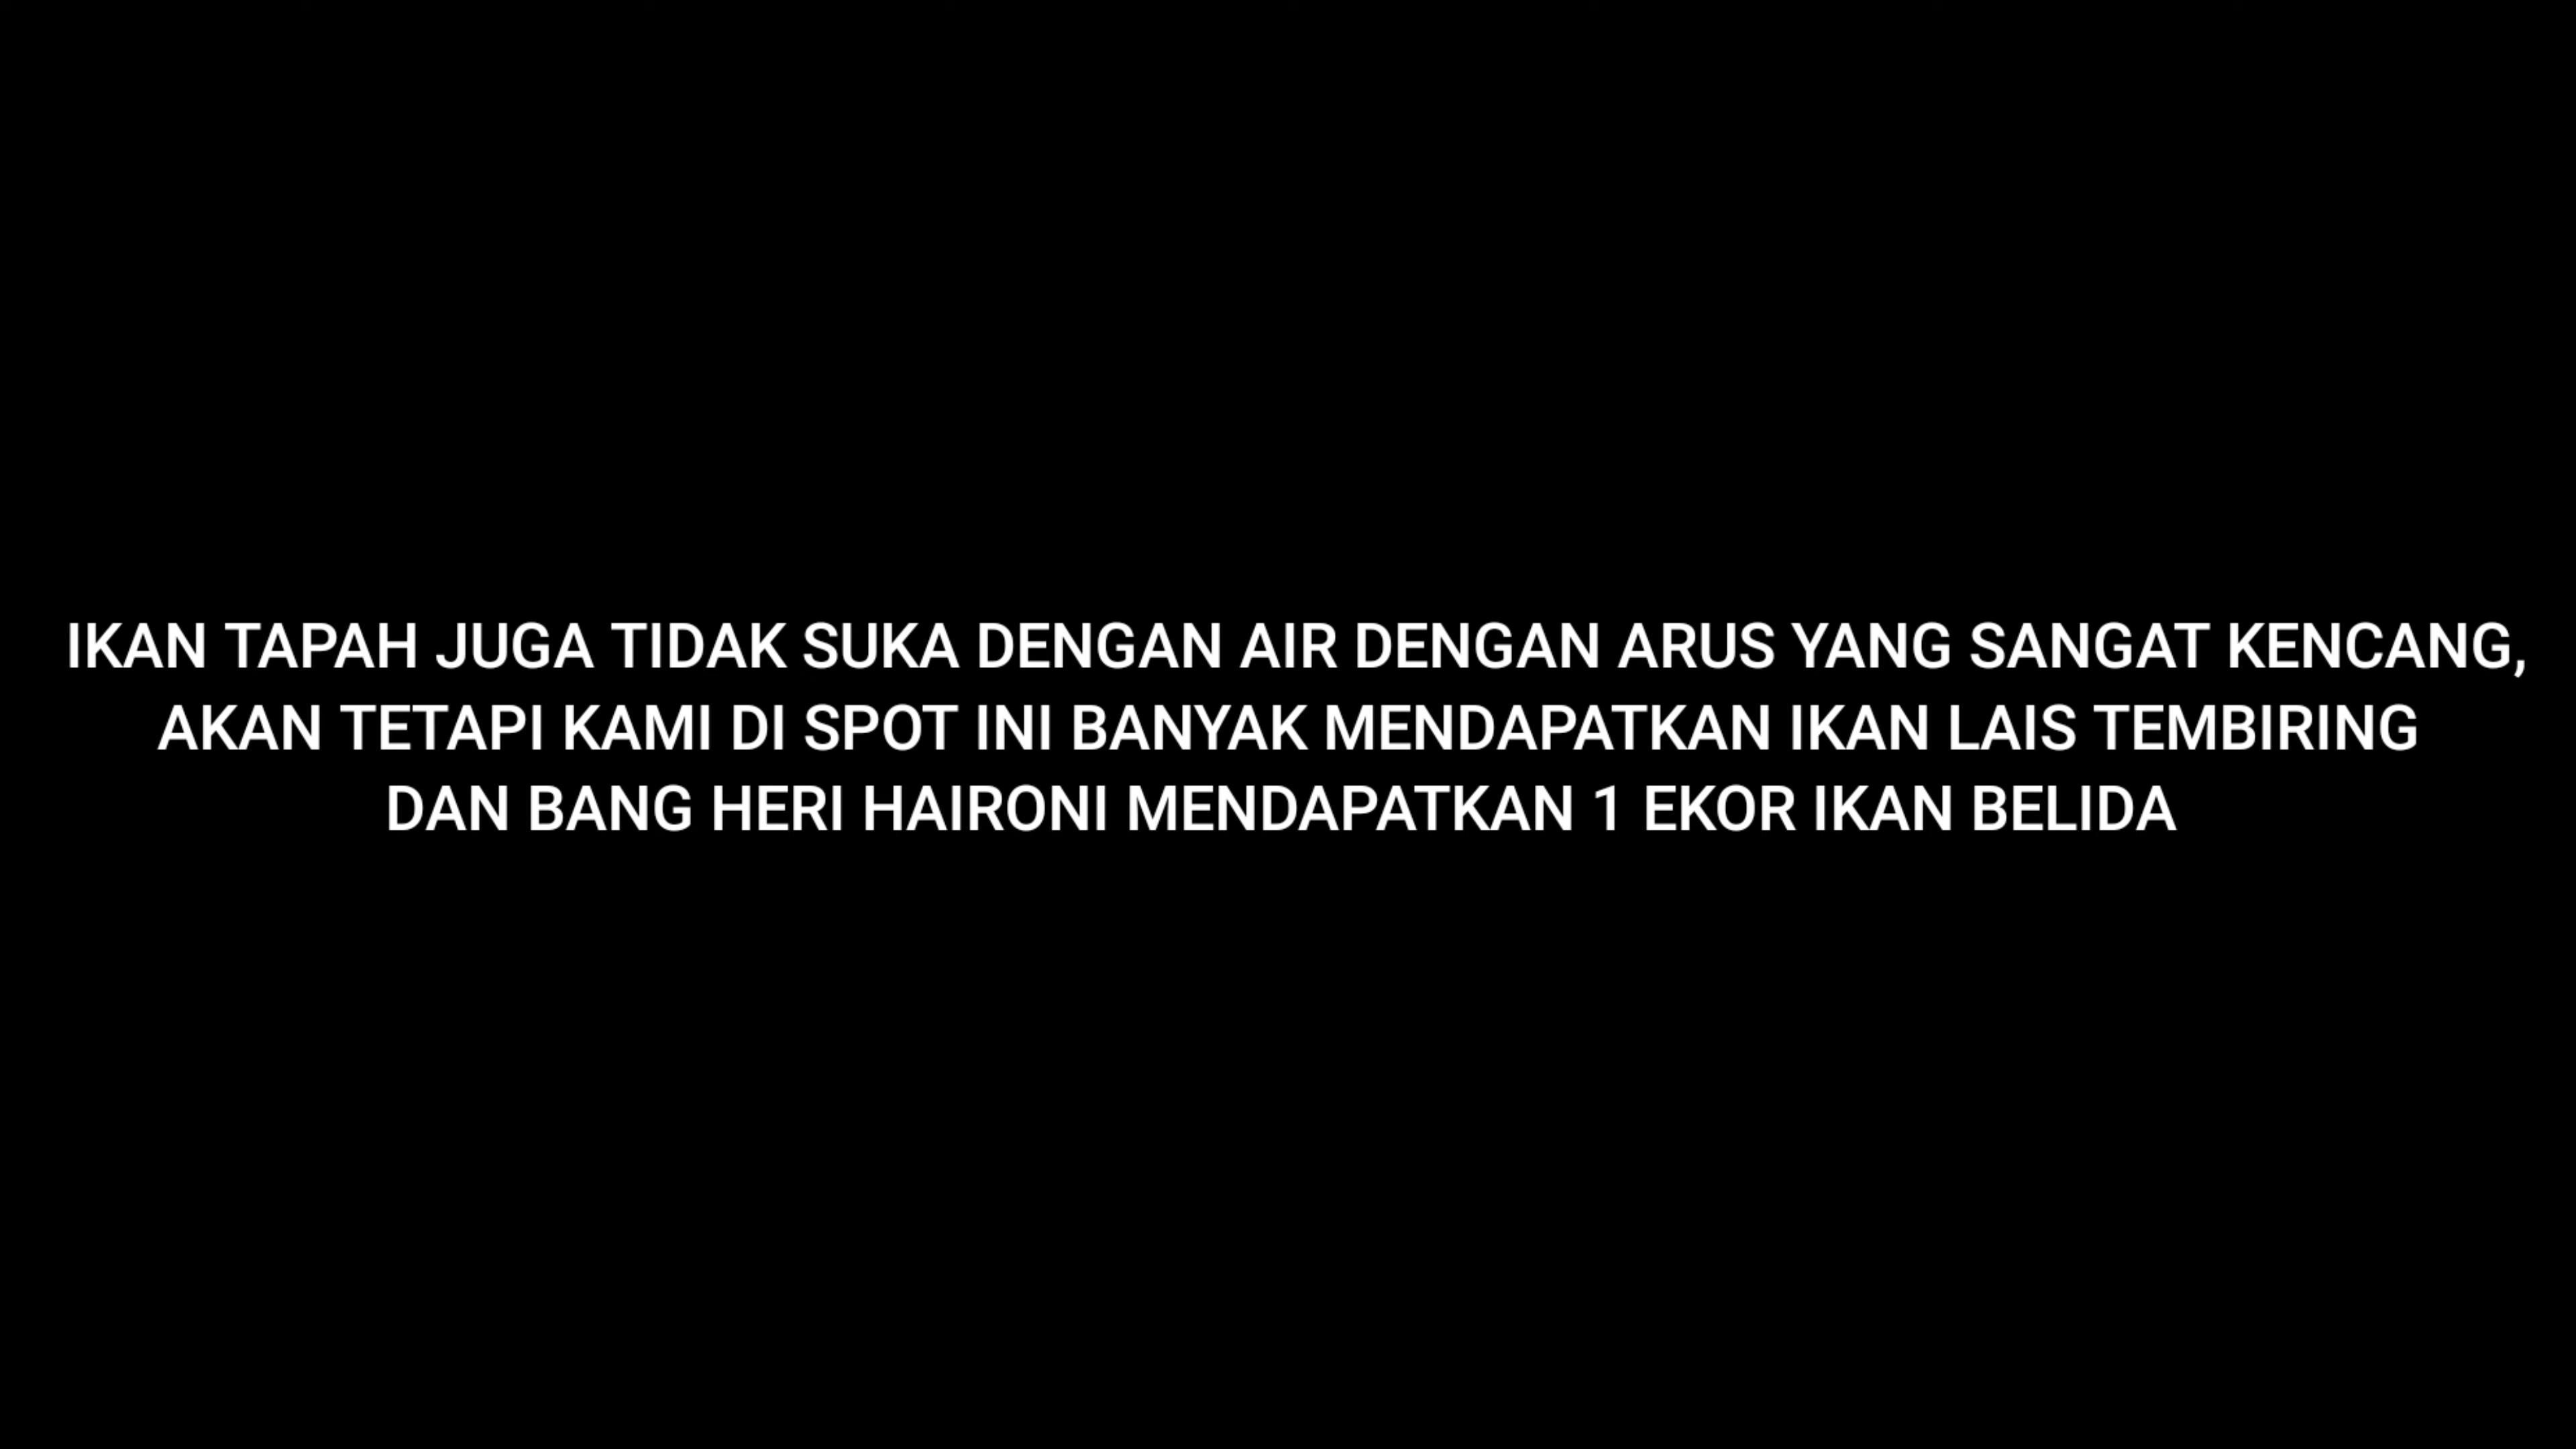 IKAN TAPAH JUGA TIDAK SUKA DENGAN AIR DENGAN ARUS YANG SANGAT KENCANG,
AKAN TETAPI KAMI DI SPOT INI BANYAK MENDAPATKAN IKAN LAIS TEMBIRING
DAN BANG HERI HAIRONI MENDAPATKAN 1 EKOR IKAN BELIDA